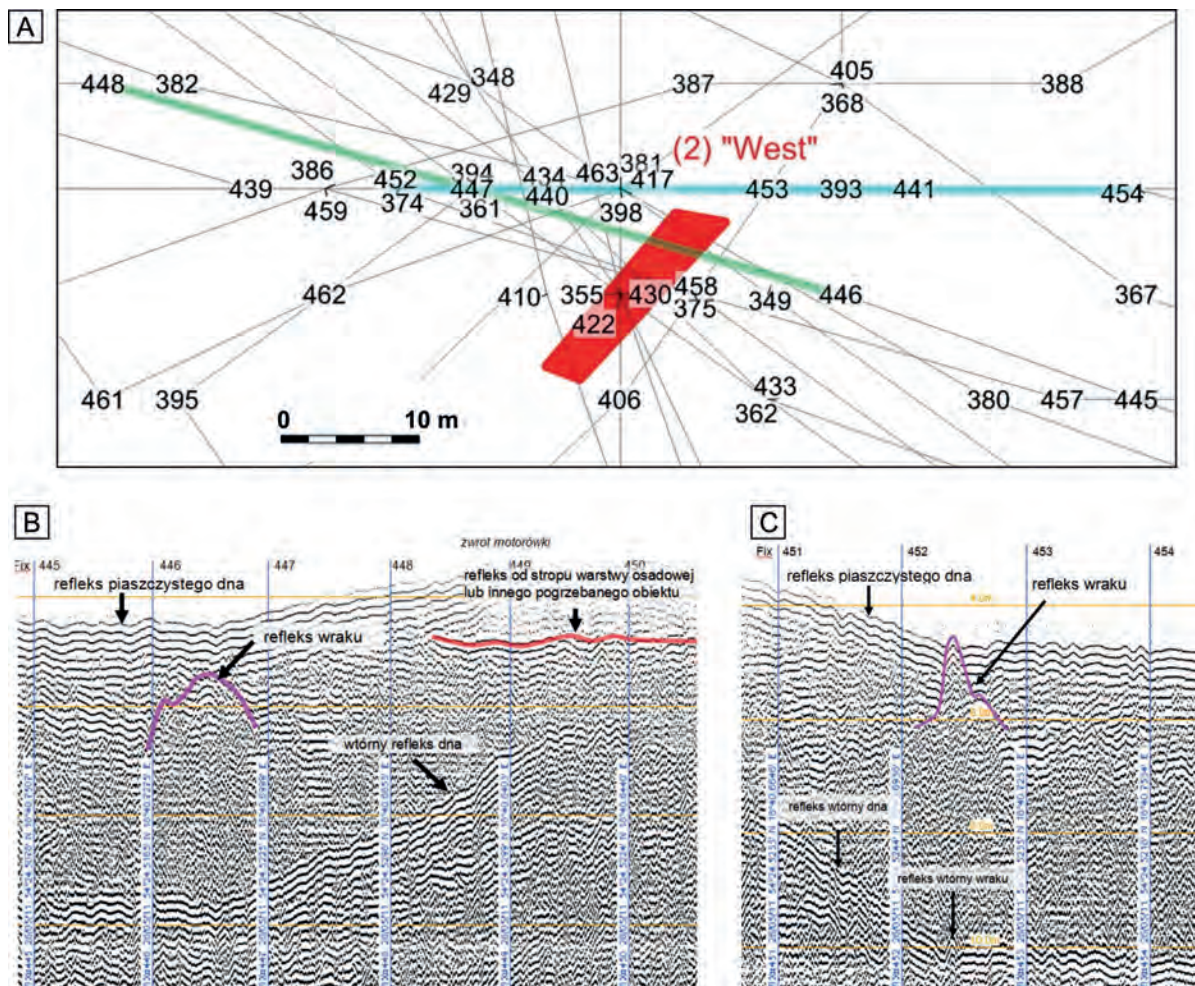 A
448 382 348 429 387 405 368 388
(2) "West"
439 386 459 452 374 394 447 361 434 440 463 381 417 398 453 393 441 454
462 410 355 430 422 458 375 349 446 367
461 395 406 433 362 380 457 445
0 10 m
B
zwrot motorówki
Fix 445 446 447 448 449 450
refleks piaszczystego dna
refleks od stropu warstwy osadowej
lub innego pogrzebanego obiektu
refleks wraku
wtórny refleks dna
C
Fix 451 452 453 454
refleks piaszczystego dna
refleks wraku
refleks wtórny dna
refleks wtórny wraku